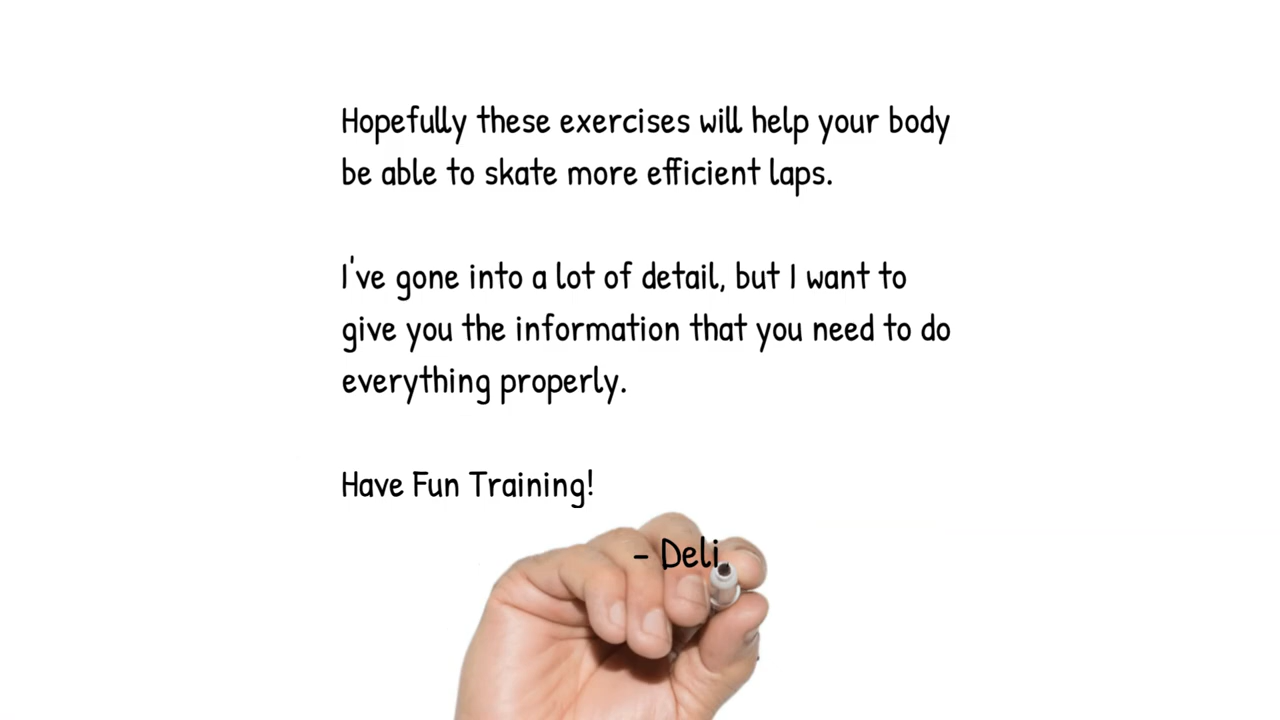 Hopefully these exercises will help your body
be able to skate more efficient laps.
I've gone into a lot of detail, but I want to
give you the information that you need to do
everything properly.
Have Fun Training!
- Deli